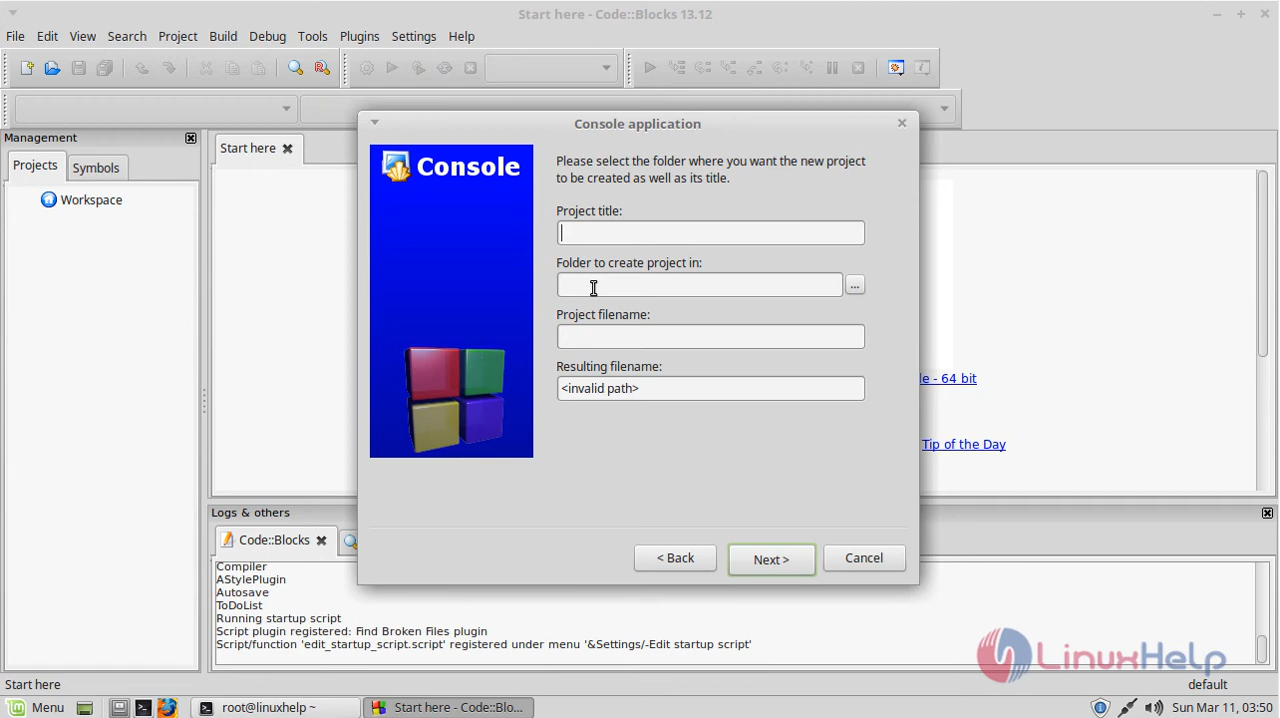 Start here - Code::Blocks 13.12
File Edit View Search Project Build Debug Tools Plugins Settings Help
Management
Projects
Symbols
Workspace
Start here
Console application
Console
Please select the folder where you want the new project
to be created as well as its title.
Project title:
Folder to create project in:
...
Project filename:
Resulting filename:
<invalid path>
< Back
Next >
Cancel
le - 64 bit
Tip of the Day
Logs & others
Code::Blocks
Compiler
AStylePlugin
Autosave
ToDoList
Running startup script
Script plugin registered: Find Broken Files plugin
Script/function 'edit_startup_script.script' registered under menu '&Settings/-Edit startup script'
LinuxHelp
Start here
default
Menu
root@linuxhelp ~
Start here - Code::Blo...
Sun Mar 11, 03:50